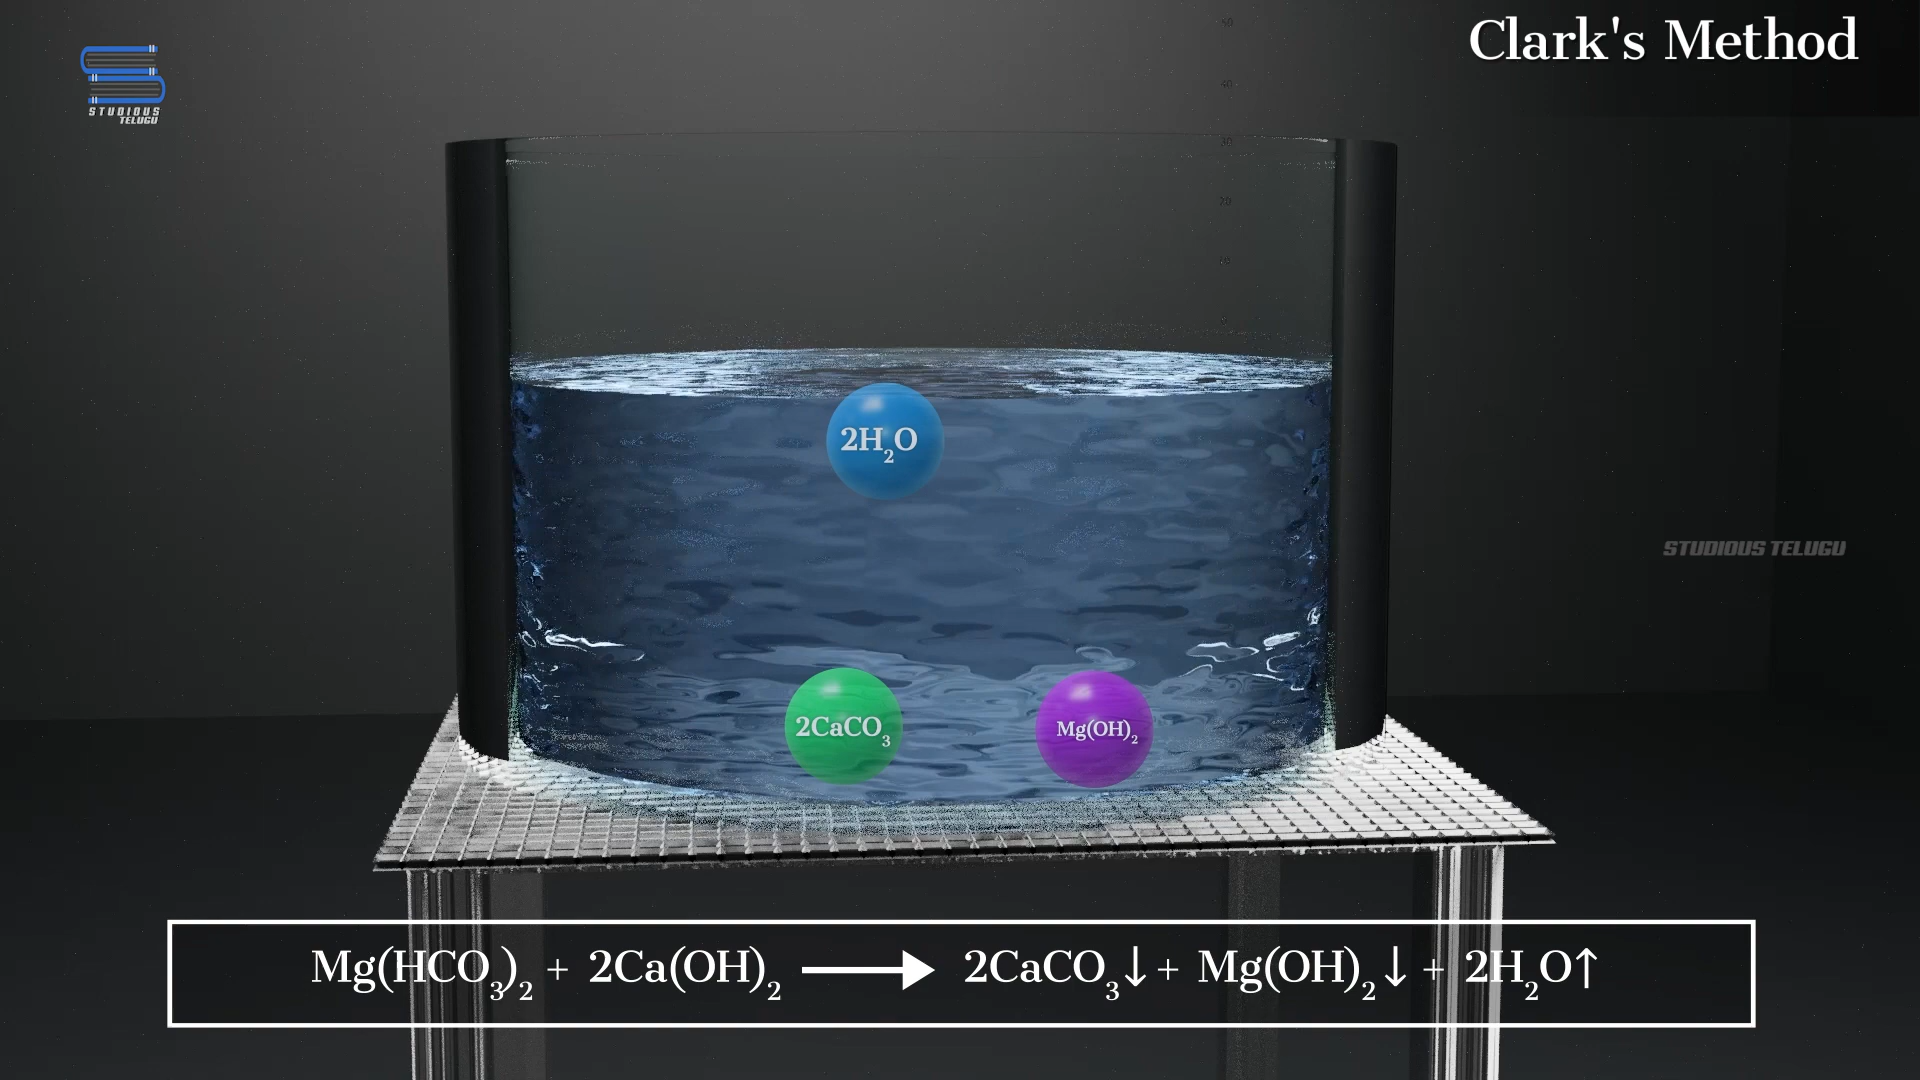 Clark's Method
STUDIOUS
TELUGU
2H₂O
STUDIOUS TELUGU
2CaCO₃
Mg(OH)₂
Mg(HCO₃)₂ + 2Ca(OH)₂ ⟶ 2CaCO₃↓ + Mg(OH)₂↓ + 2H₂O↑